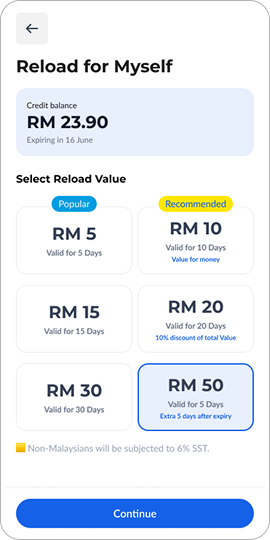 Reload for Myself
Credit balance
RM 23.90
Expiring in 16 June
Select Reload Value
Popular
RM 5
Valid for 5 Days
Recommended
RM 10
Valid for 10 Days
Value for money
RM 15
Valid for 15 Days
RM 20
Valid for 20 Days
10% discount of total Value
RM 30
Valid for 30 Days
RM 50
Valid for 5 Days
Extra 5 days after expiry
Non-Malaysians will be subjected to 6% SST.
Continue